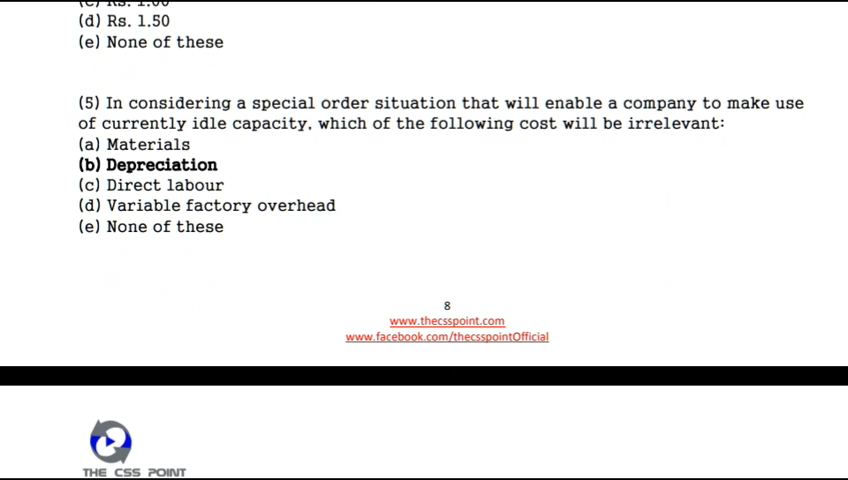 (d) Rs. 1.50
(e) None of these
(5) In considering a special order situation that will enable a company to make use
of currently idle capacity, which of the following cost will be irrelevant:
(a) Materials
(b) Depreciation
(c) Direct labour
(d) Variable factory overhead
(e) None of these
8
www.thecsspoint.com
www.facebook.com/thecsspointOfficial
THE CSS POINT